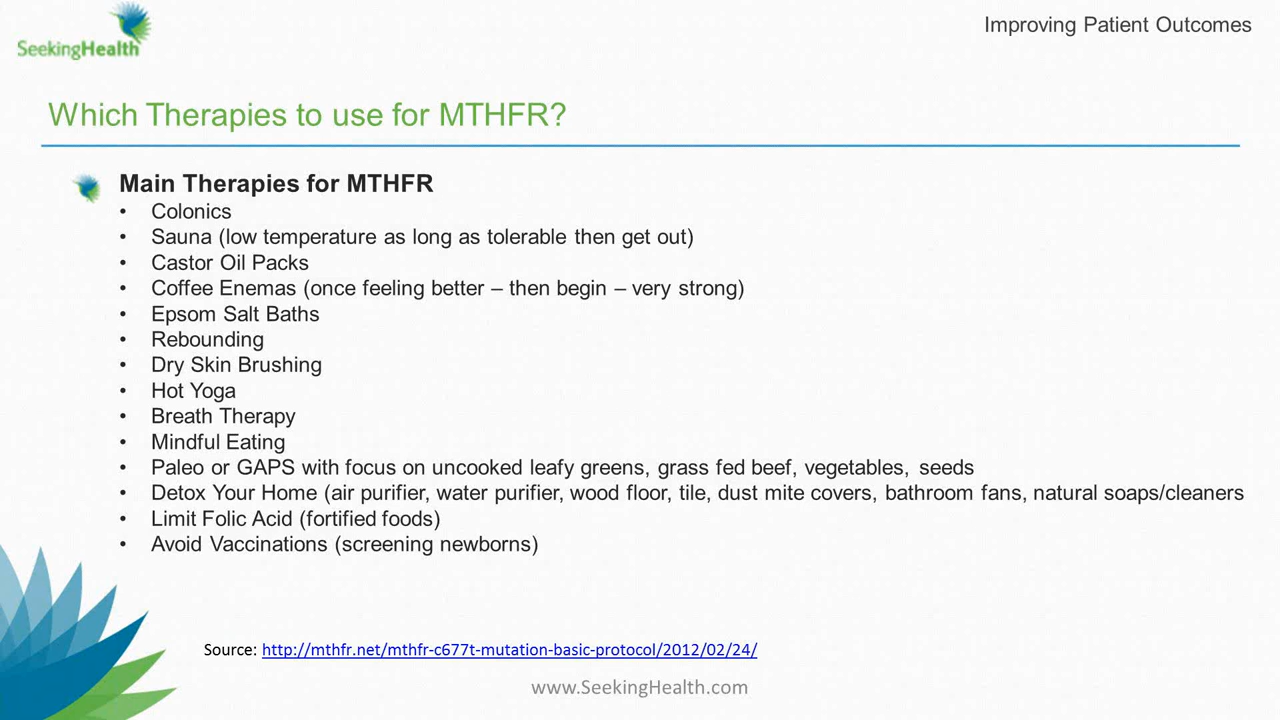 SeekingHealth
Improving Patient Outcomes
Which Therapies to use for MTHFR?
Main Therapies for MTHFR
• Colonics
• Sauna (low temperature as long as tolerable then get out)
• Castor Oil Packs
• Coffee Enemas (once feeling better – then begin – very strong)
• Epsom Salt Baths
• Rebounding
• Dry Skin Brushing
• Hot Yoga
• Breath Therapy
• Mindful Eating
• Paleo or GAPS with focus on uncooked leafy greens, grass fed beef, vegetables, seeds
• Detox Your Home (air purifier, water purifier, wood floor, tile, dust mite covers, bathroom fans, natural soaps/cleaners
• Limit Folic Acid (fortified foods)
• Avoid Vaccinations (screening newborns)
Source: http://mthfr.net/mthfr-c677t-mutation-basic-protocol/2012/02/24/
www.SeekingHealth.com